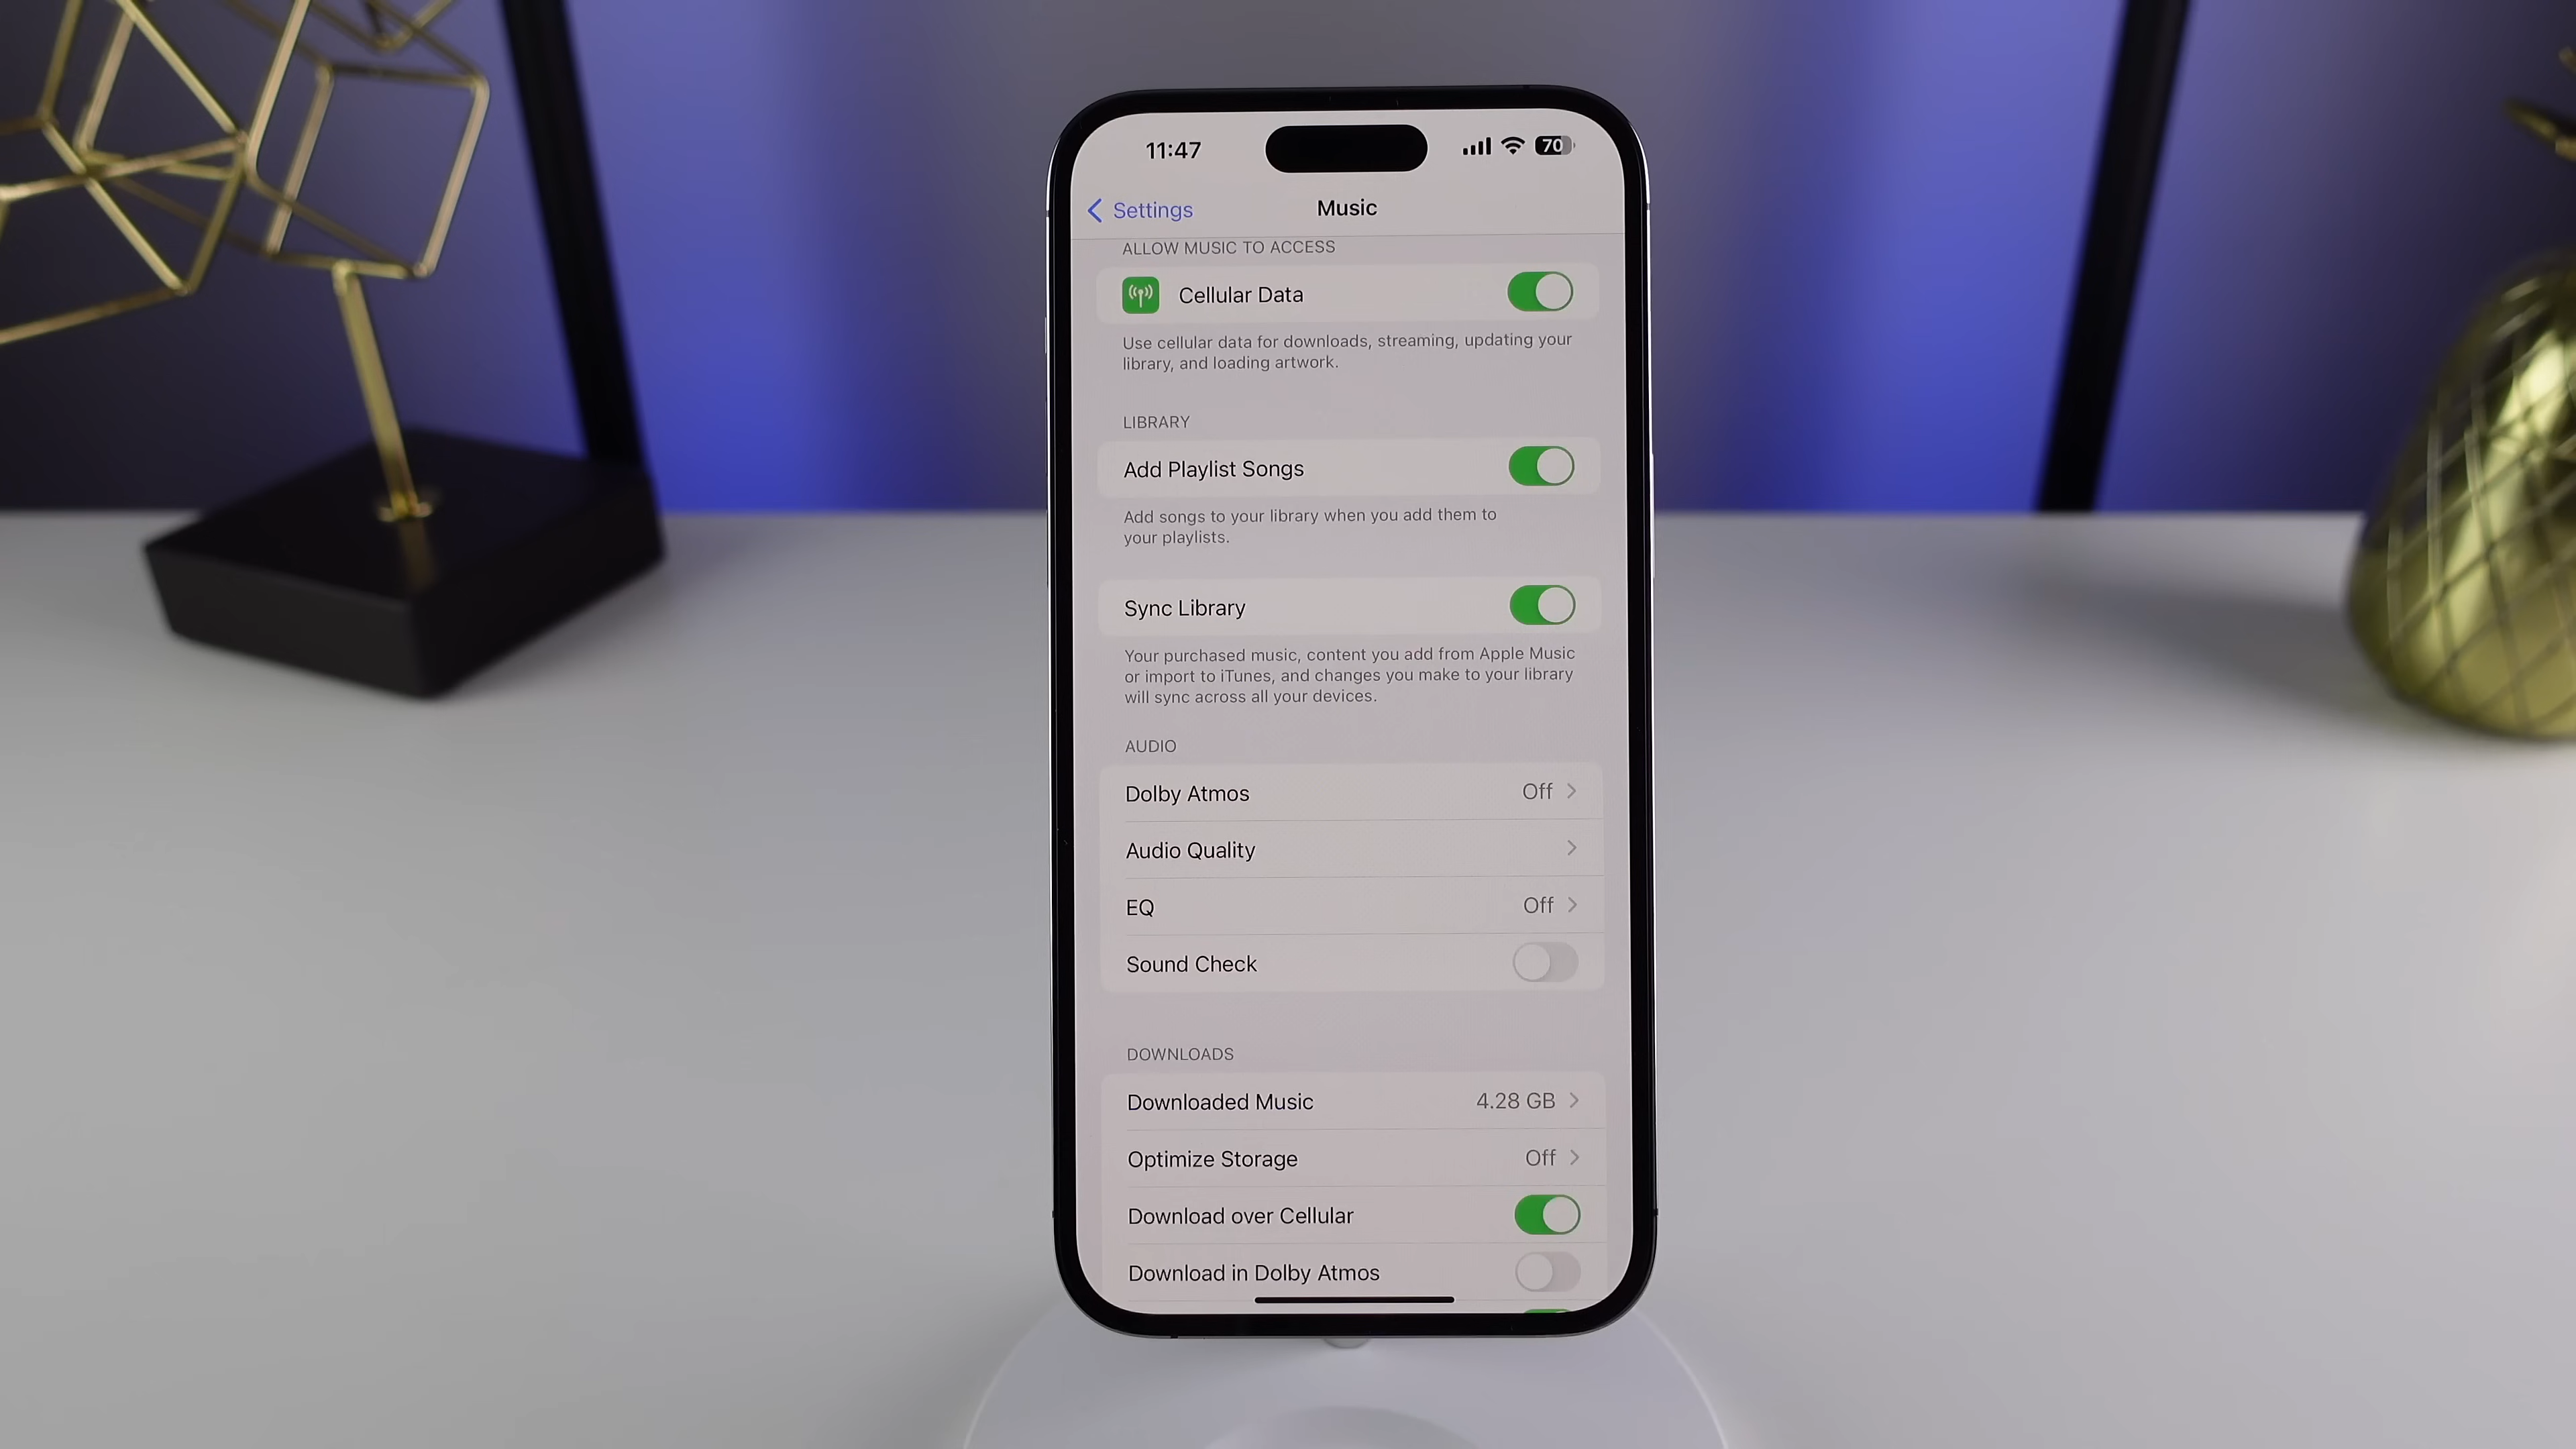 11:47
70
Settings
Music
ALLOW MUSIC TO ACCESS
Cellular Data
Use cellular data for downloads, streaming, updating your
library, and loading artwork.
LIBRARY
Add Playlist Songs
Add songs to your library when you add them to
your playlists.
Sync Library
Your purchased music, content you add from Apple Music
or import to iTunes, and changes you make to your library
will sync across all your devices.
AUDIO
Dolby Atmos Off
Audio Quality
EQ Off
Sound Check
DOWNLOADS
Downloaded Music 4.28 GB
Optimize Storage Off
Download over Cellular
Download in Dolby Atmos